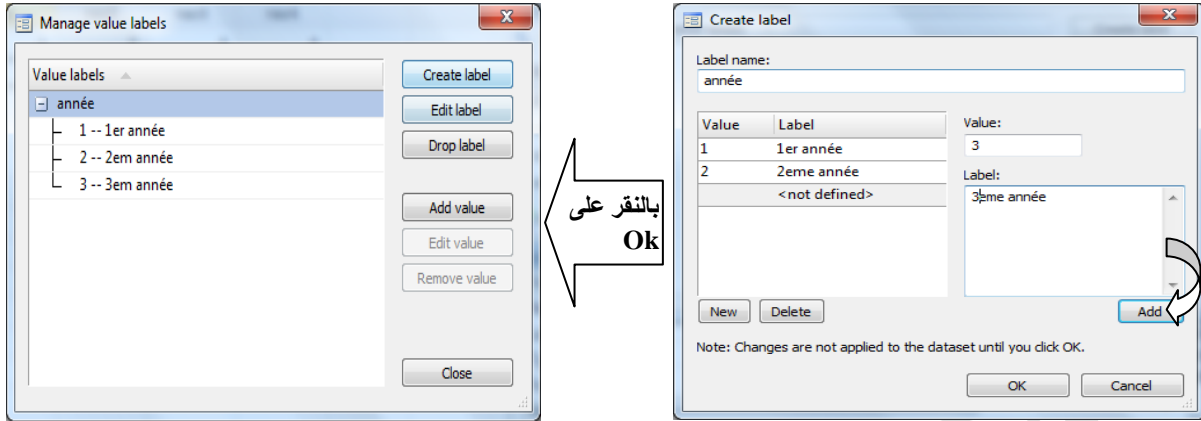 Manage value labels
Value labels
année
1 -- 1er année
2 -- 2em année
3 -- 3em année
Create label
Edit label
Drop label
Add value
Edit value
Remove value
Close
بالنقر على
Ok
Create label
Label name:
année
Value Label
1 1er année
2 2eme année
<not defined>
Value:
3
Label:
3eme année
New Delete
Add
Note: Changes are not applied to the dataset until you click OK.
OK Cancel